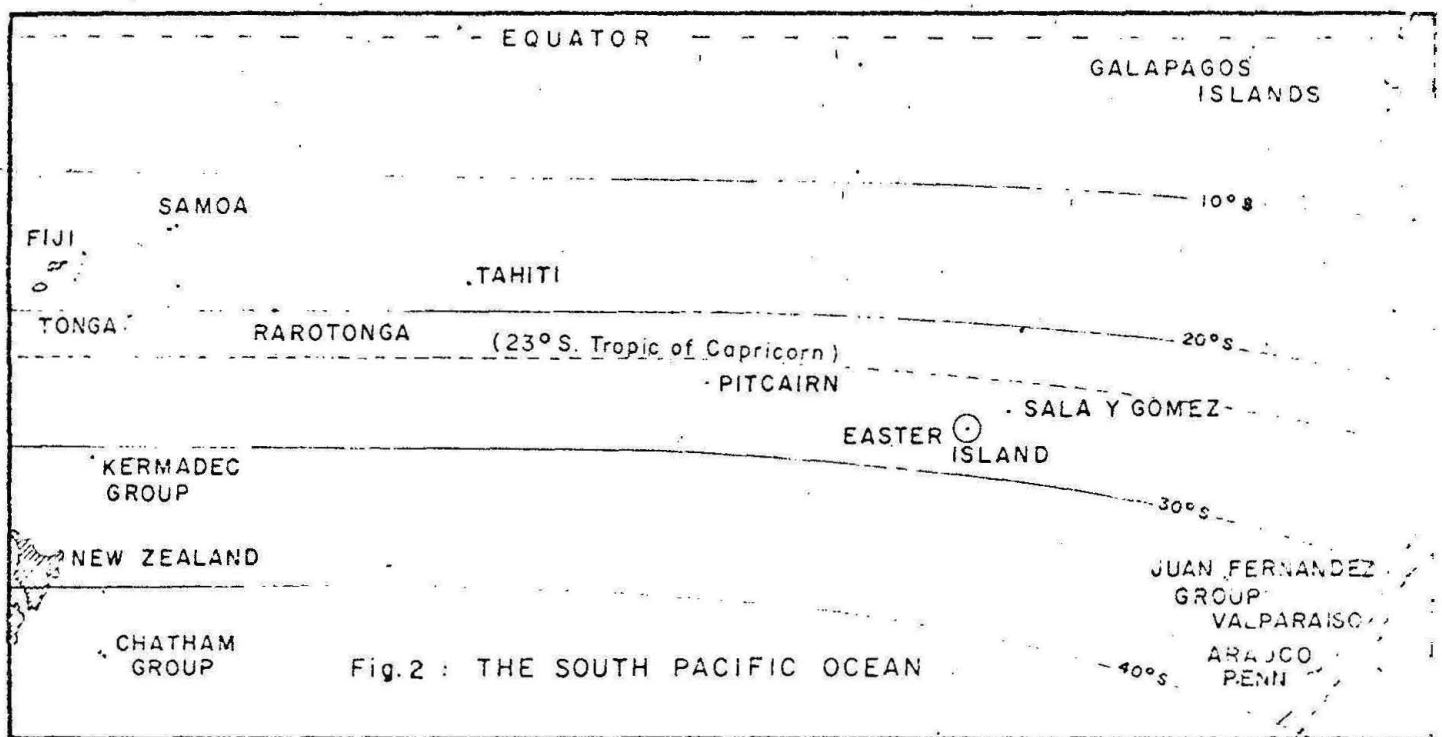 EQUATOR
GALAPAGOS
ISLANDS
10°S
SAMOA
FIJI
TAHITI
TONGA
RAROTONGA
(23°S. Tropic of Capricorn)
20°S
PITCAIRN
SALA Y GOMEZ
EASTER
ISLAND
KERMADEC
GROUP
30°S
NEW ZEALAND
JUAN FERNANDEZ
GROUP
VALPARAISO
CHATHAM
GROUP
ARAUCO
PENN
40°S
Fig. 2 : THE SOUTH PACIFIC OCEAN